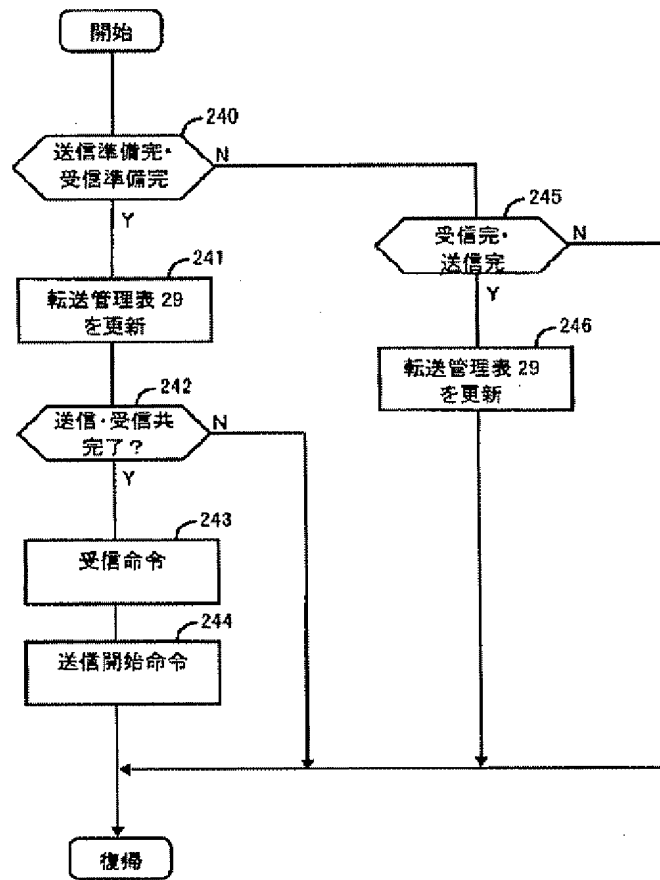 開始
240
送信準備完・
受信準備完
N
Y
245
受信完・
送信完
N
Y
241
転送管理表 29
を更新
246
転送管理表 29
を更新
242
送信・受信共
完了?
N
Y
243
受信命令
244
送信開始命令
復帰